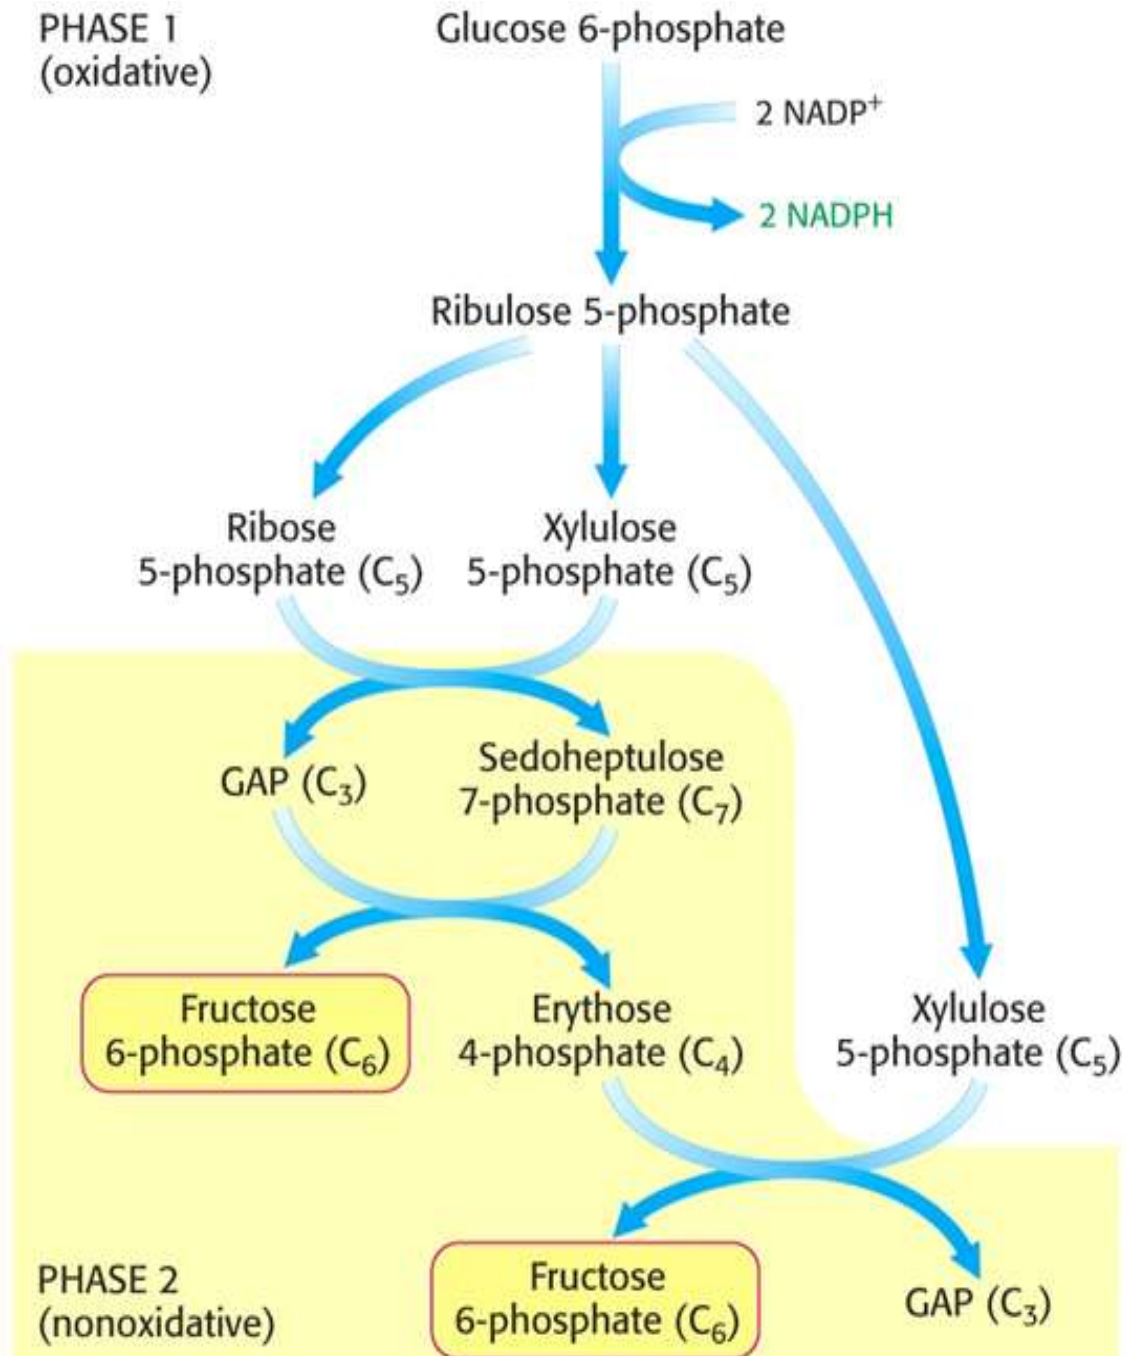 PHASE 1
(oxidative)
Glucose 6-phosphate
2 NADP⁺
2 NADPH
Ribulose 5-phosphate
Ribose
5-phosphate (C₅)
Xylulose
5-phosphate (C₅)
GAP (C₃)
Sedoheptulose
7-phosphate (C₇)
Fructose
6-phosphate (C₆)
Erythose
4-phosphate (C₄)
Xylulose
5-phosphate (C₅)
PHASE 2
(nonoxidative)
Fructose
6-phosphate (C₆)
GAP (C₃)